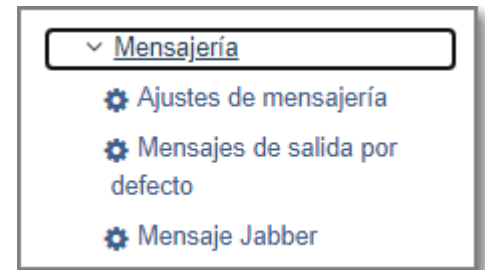 Mensajería
Ajustes de mensajería
Mensajes de salida por
defecto
Mensaje Jabber